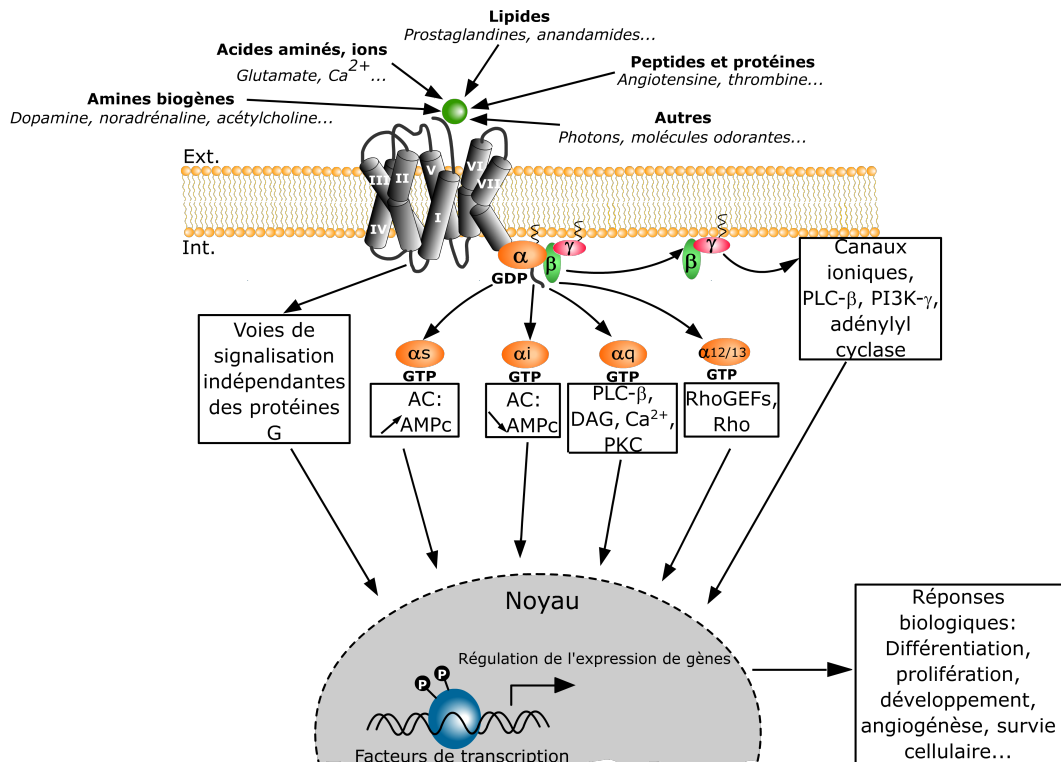 Lipides
Prostaglandines, anandamides...
Acides aminés, ions
Glutamate, Ca2+...
Peptides et protéines
Angiotensine, thrombine...
Amines biogènes
Dopamine, noradrénaline, acétylcholine...
Autres
Photons, molécules odorantes...
Ext.
III
II
V
VI
VII
I
IV
Int.
α
β
γ
GDP
β
γ
Canaux
ioniques,
PLC-β, PI3K-γ,
adénylyl
cyclase
Voies de
signalisation
indépendantes
des protéines
G
αs
GTP
AC:
AMPc
αi
GTP
AC:
AMPc
αq
GTP
PLC-β,
DAG, Ca2+,
PKC
α12/13
GTP
RhoGEFs,
Rho
Noyau
Régulation de l'expression de gènes
P
P
Facteurs de transcription
Réponses
biologiques:
Différentiation,
prolifération,
développement,
angiogénèse, survie
cellulaire...